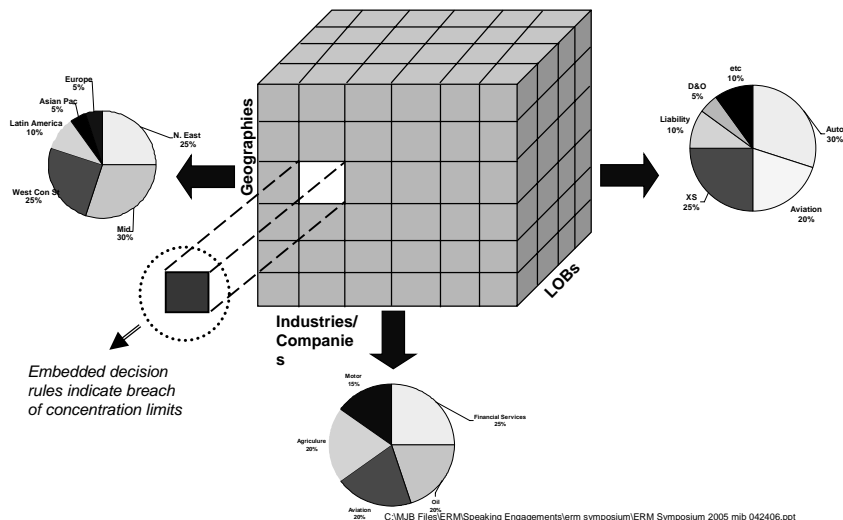 Europe
5%
Asian Pac
5%
Latin America
10%
N. East
25%
West Con St
25%
Mid
30%
Geographies
LOBs
Industries/
Companie
s
etc
10%
D&O
5%
Liability
10%
Auto
30%
XS
25%
Aviation
20%
Embedded decision
rules indicate breach
of concentration limits
Motor
15%
Financial Services
25%
Agriculure
20%
Aviation
20%
Oil
20%
C:\MJB Files\ERM\Speaking Engagements\erm symposium\ERM Symposium 2005 mjb 042406.ppt